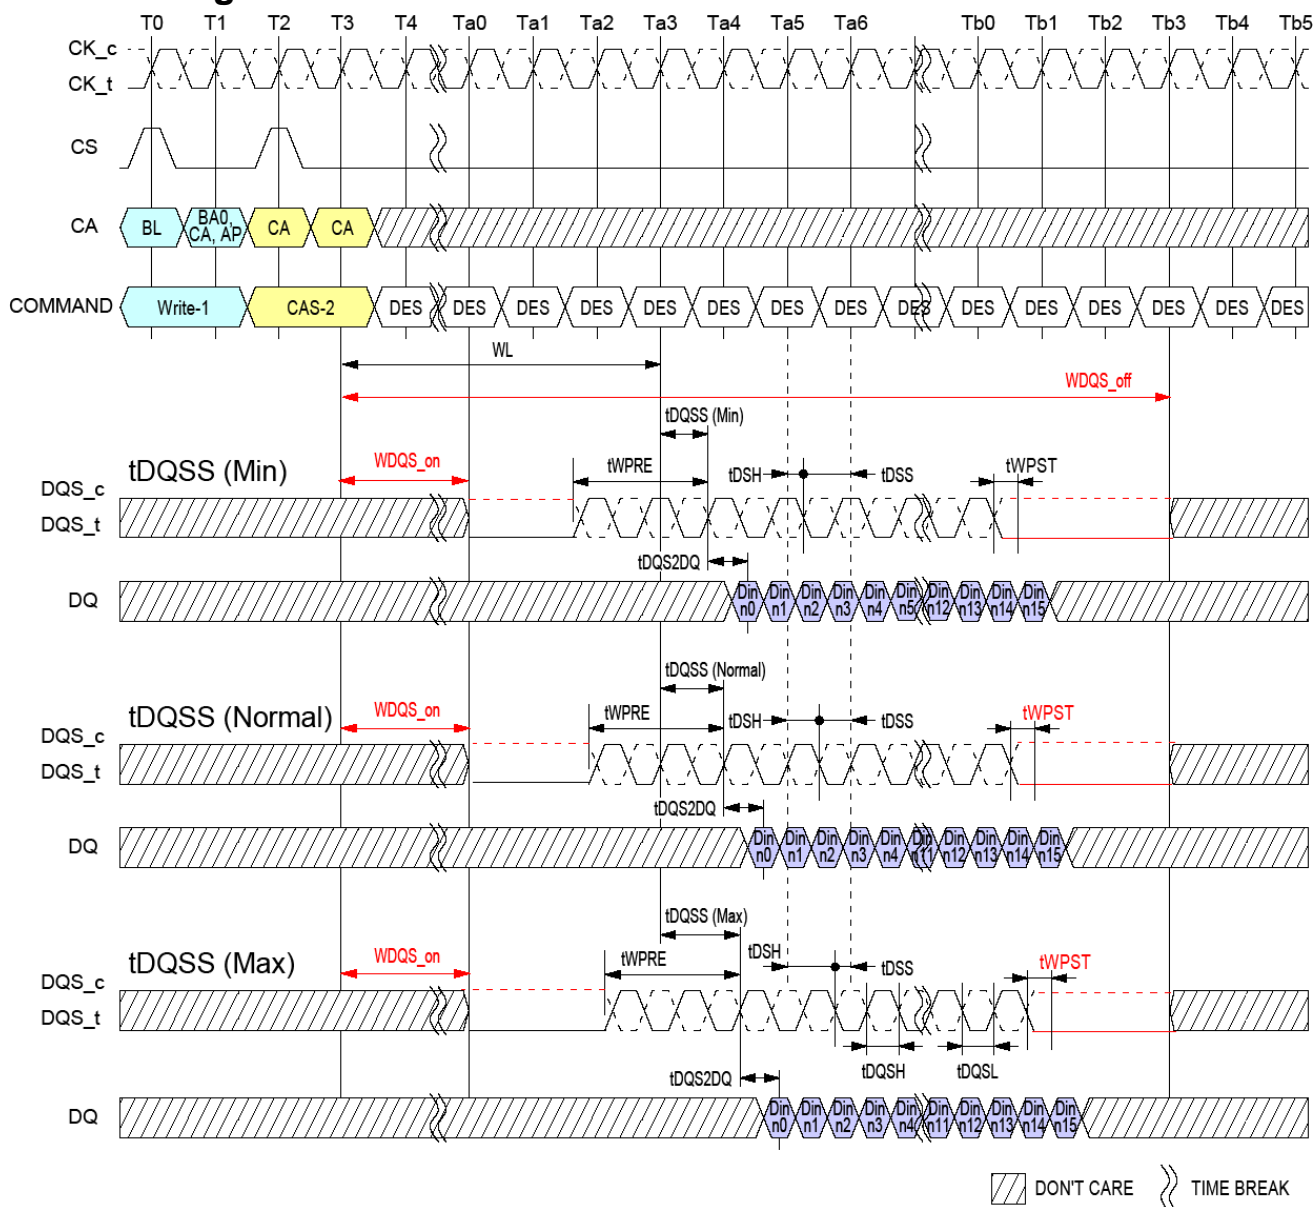 T0 T1 T2 T3 T4 Ta0 Ta1 Ta2 Ta3 Ta4 Ta5 Ta6 Tb0 Tb1 Tb2 Tb3 Tb4 Tb5
CK_c
CK_t
CS
CA BL BA0, CA, AP CA CA
COMMAND Write-1 CAS-2 DES DES DES DES DES DES DES DES DES DES DES DES DES DES DES
WL
WDQS_off
tDQSS (Min)
tDQSS (Min) WDQS_on tWPRE tDSH tDSS tWPST
DQS_c
DQS_t
tDQS2DQ
DQ Din n0 Din n1 Din n2 Din n3 Din n4 Din n5 Din n12 Din n13 Din n14 Din n15
tDQSS (Normal)
tDQSS (Normal) WDQS_on tWPRE tDSH tDSS tWPST
DQS_c
DQS_t
tDQS2DQ
DQ Din n0 Din n1 Din n2 Din n3 Din n4 Din n11 Din n12 Din n13 Din n14 Din n15
tDQSS (Max)
tDQSS (Max) WDQS_on tWPRE tDSH tDSS tWPST
DQS_c
DQS_t
tDQS2DQ tDQSH tDQSL
DQ Din n0 Din n1 Din n2 Din n3 Din n4 Din n11 Din n12 Din n13 Din n14 Din n15
DON'T CARE TIME BREAK